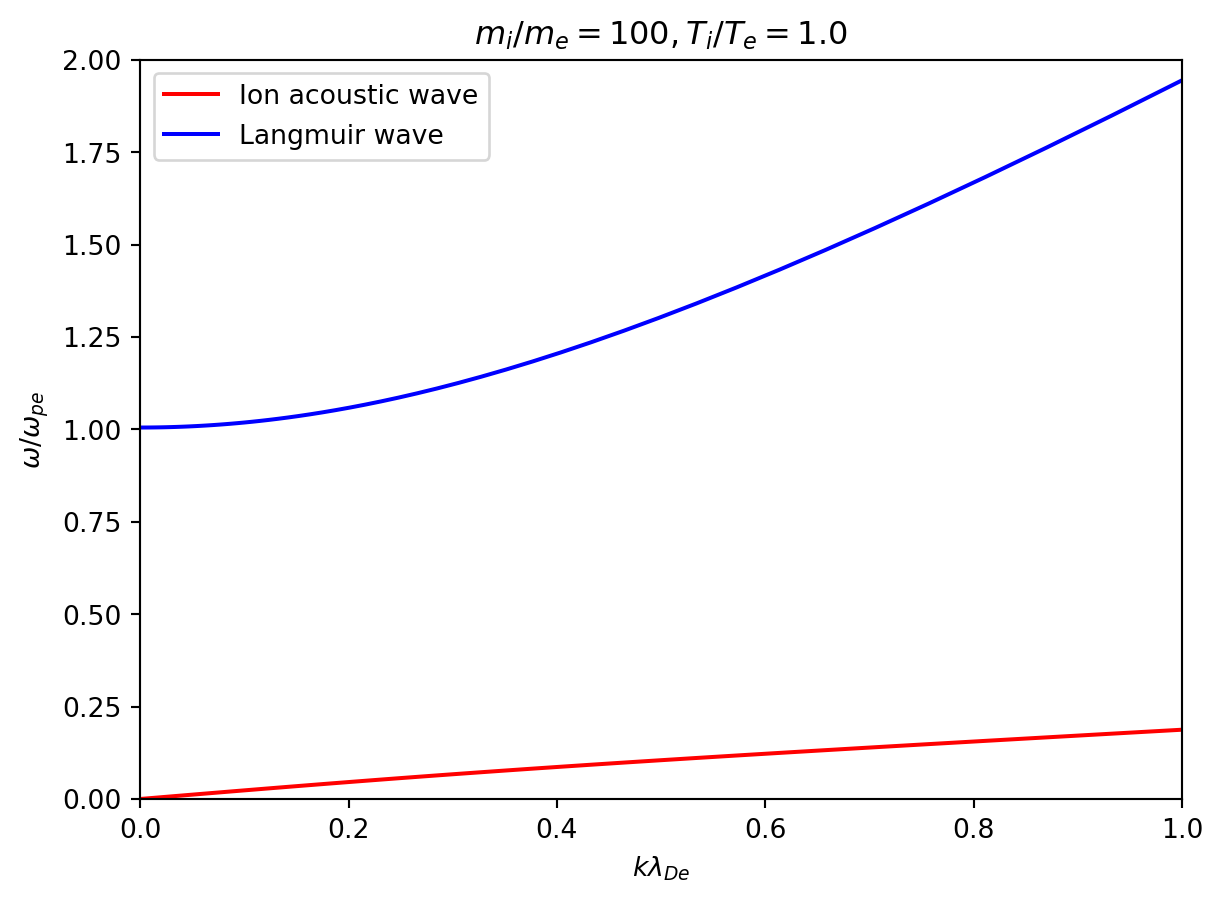 m_i/m_e = 100, T_i/T_e = 1.0
2.00
1.75
1.50
1.25
1.00
0.75
0.50
0.25
0.00
ω/ω_pe
Ion acoustic wave
Langmuir wave
0.0 0.2 0.4 0.6 0.8 1.0
kλ_De